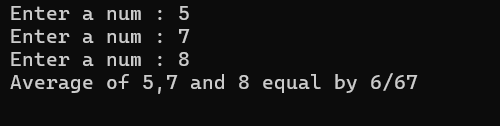 Enter a num : 5
Enter a num : 7
Enter a num : 8
Average of 5,7 and 8 equal by 6/67